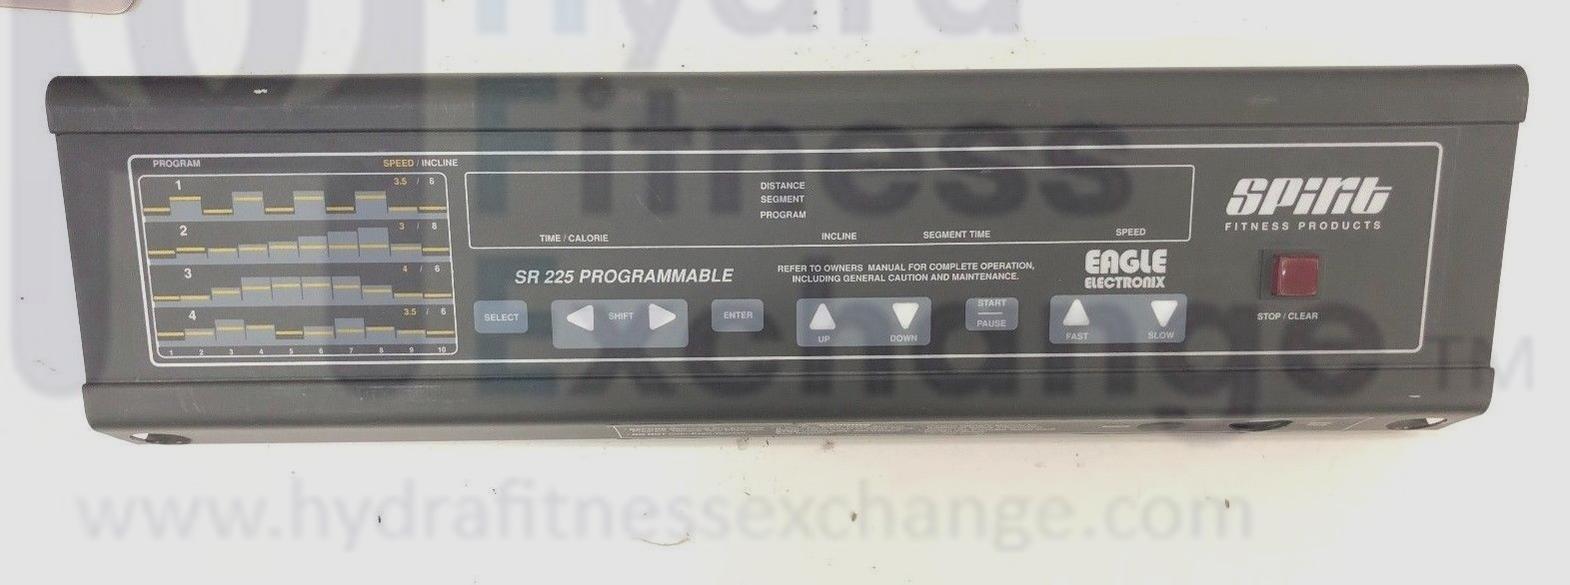 Hydra
Fitness
Exchange TM
PROGRAM
SPEED / INCLINE
1
3.5 / 6
2
3 / 8
3
4 / 6
4
3.5 / 6
1 2 3 4 5 6 7 8 9 10
DISTANCE
SEGMENT
PROGRAM
TIME / CALORIE
INCLINE
SEGMENT TIME
SPEED
SPIRIT
FITNESS PRODUCTS
SR 225 PROGRAMMABLE
REFER TO OWNERS MANUAL FOR COMPLETE OPERATION,
INCLUDING GENERAL CAUTION AND MAINTENANCE.
EAGLE
ELECTRONIX
SELECT
SHIFT
ENTER
UP
DOWN
START
PAUSE
FAST
SLOW
STOP / CLEAR
www.hydrafitnessexchange.com